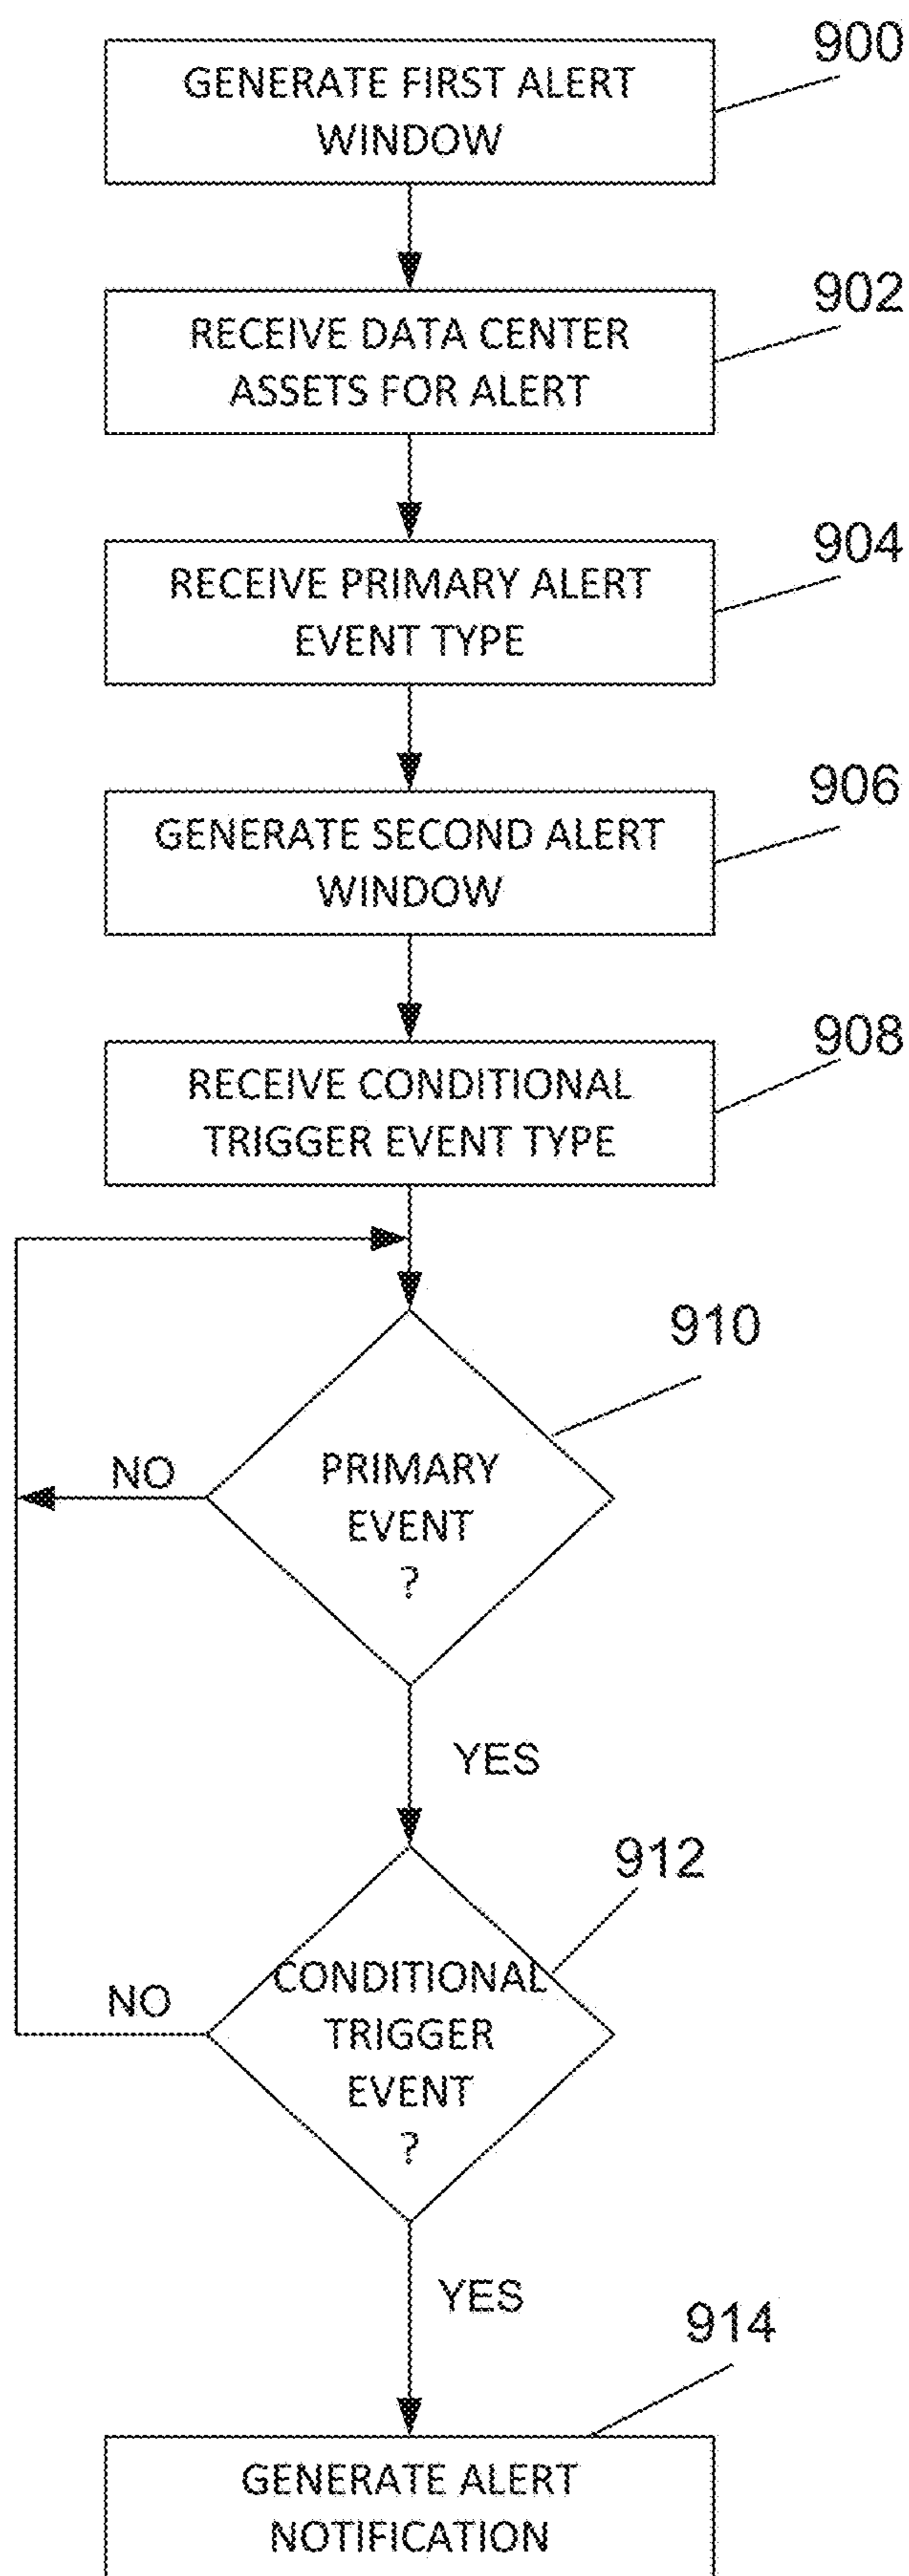 900
GENERATE FIRST ALERT
WINDOW
902
RECEIVE DATA CENTER
ASSETS FOR ALERT
904
RECEIVE PRIMARY ALERT
EVENT TYPE
906
GENERATE SECOND ALERT
WINDOW
908
RECEIVE CONDITIONAL
TRIGGER EVENT TYPE
910
NO
PRIMARY
EVENT
?
YES
912
NO
CONDITIONAL
TRIGGER
EVENT
?
YES
914
GENERATE ALERT
NOTIFICATION